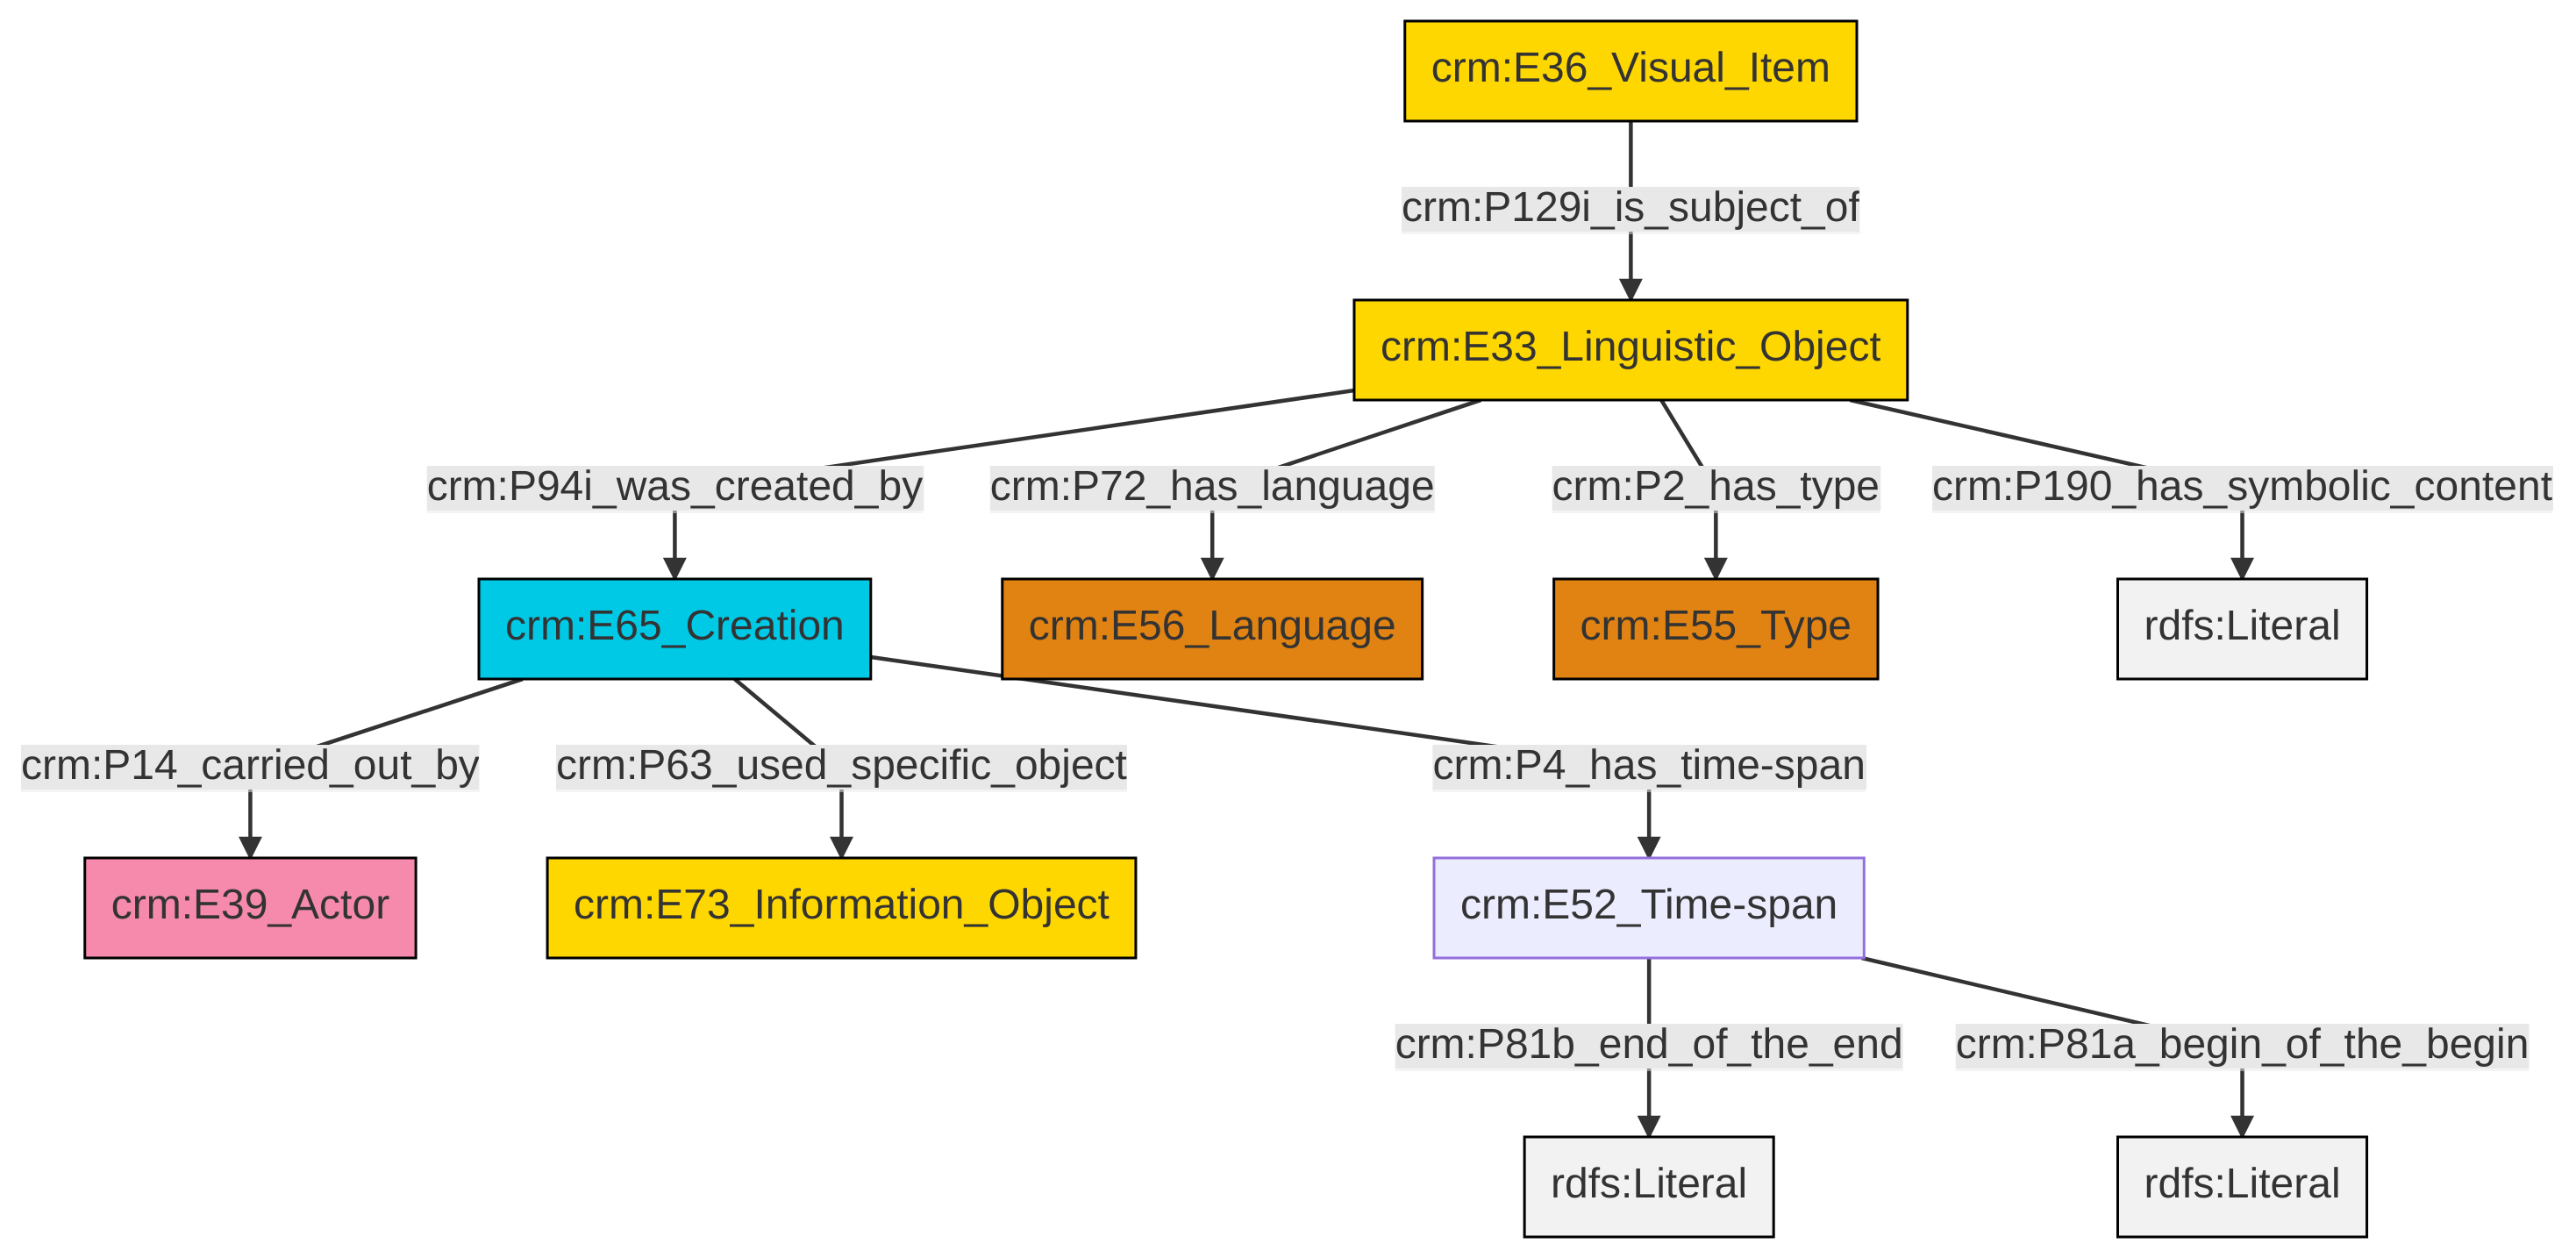 crm:E36_Visual_Item
crm:P129i_is_subject_of
crm:E33_Linguistic_Object
crm:P94i_was_created_by
crm:P72_has_language
crm:P2_has_type
crm:P190_has_symbolic_content
crm:E65_Creation
crm:E56_Language
crm:E55_Type
rdfs:Literal
crm:P14_carried_out_by
crm:P63_used_specific_object
crm:P4_has_time-span
crm:E39_Actor
crm:E73_Information_Object
crm:E52_Time-span
crm:P81b_end_of_the_end
crm:P81a_begin_of_the_begin
rdfs:Literal
rdfs:Literal